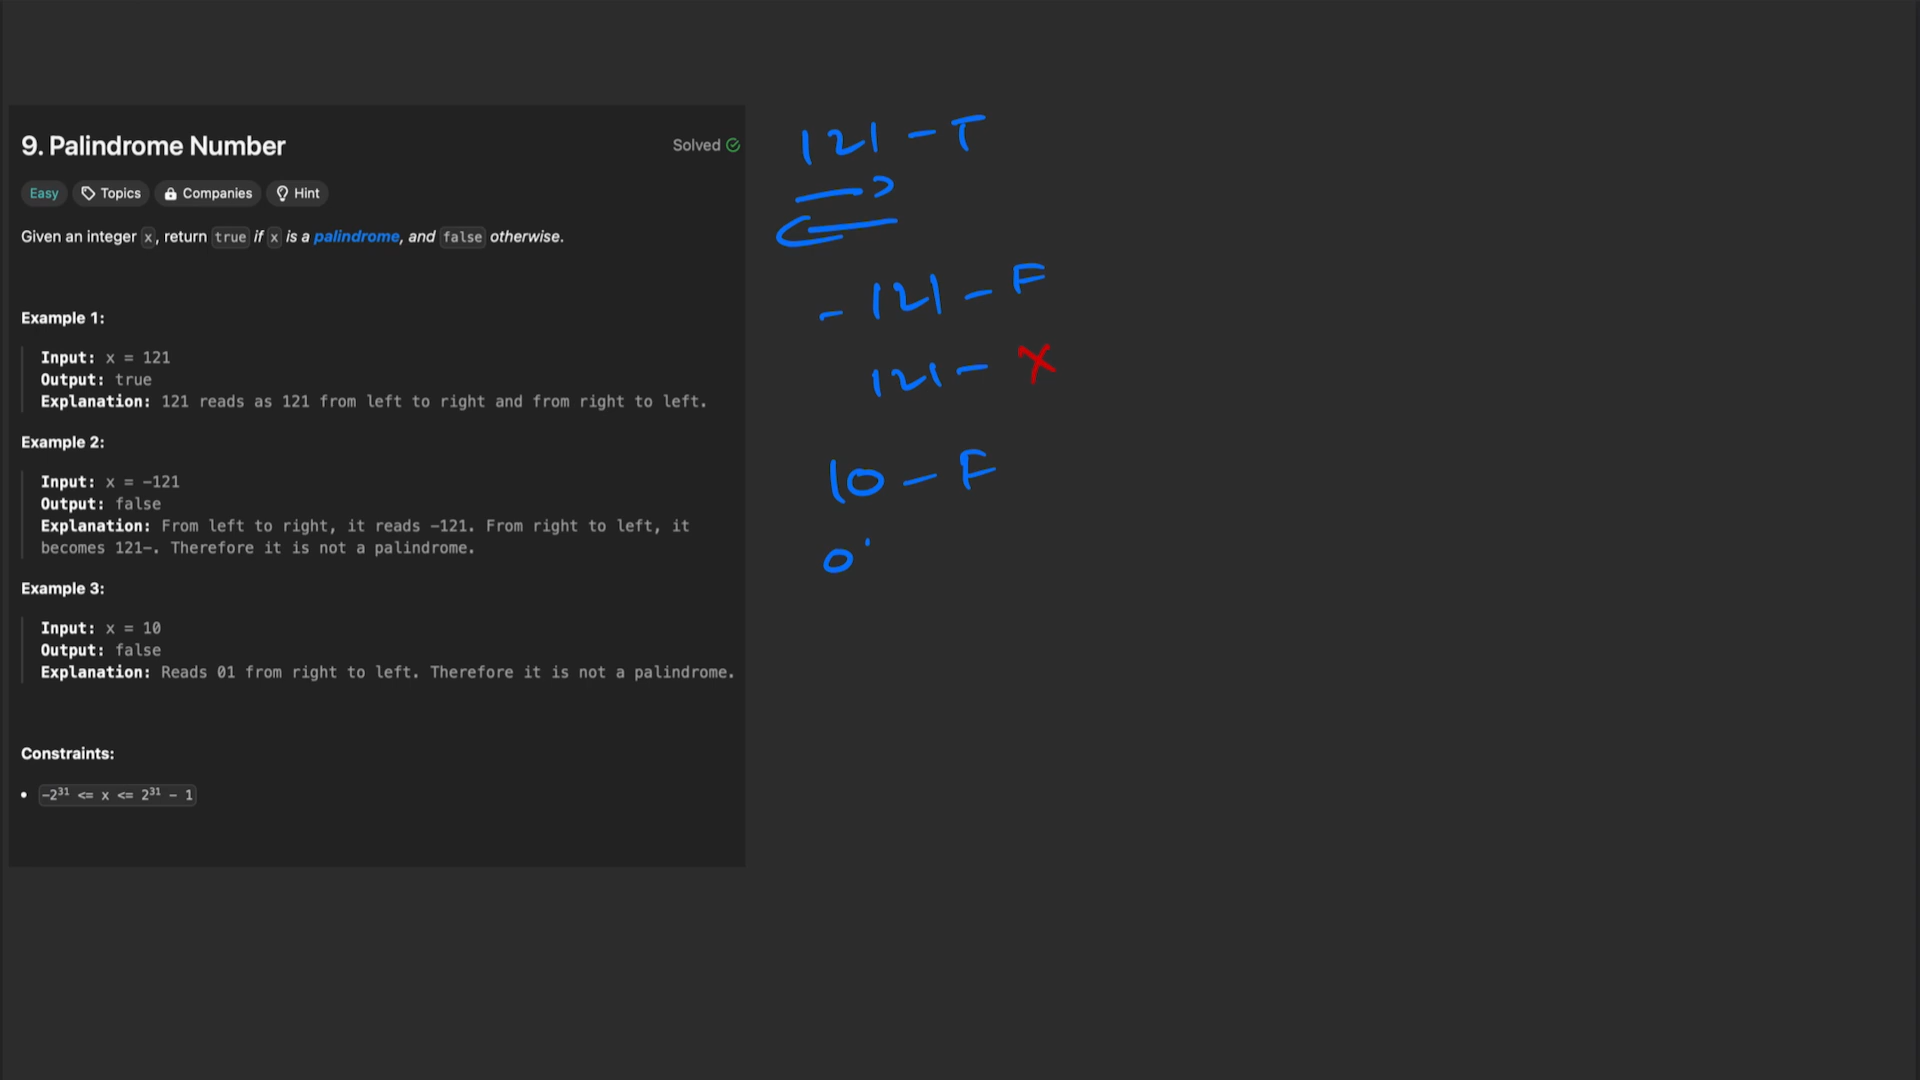 9. Palindrome Number
Solved
Easy Topics Companies Hint
Given an integer x, return true if x is a palindrome, and false otherwise.
Example 1:
Input: x = 121
Output: true
Explanation: 121 reads as 121 from left to right and from right to left.
Example 2:
Input: x = -121
Output: false
Explanation: From left to right, it reads -121. From right to left, it
becomes 121-. Therefore it is not a palindrome.
Example 3:
Input: x = 10
Output: false
Explanation: Reads 01 from right to left. Therefore it is not a palindrome.
Constraints:
• -2³¹ <= x <= 2³¹ - 1
121 - T
- 121 - F
121 - X
10 - F
0